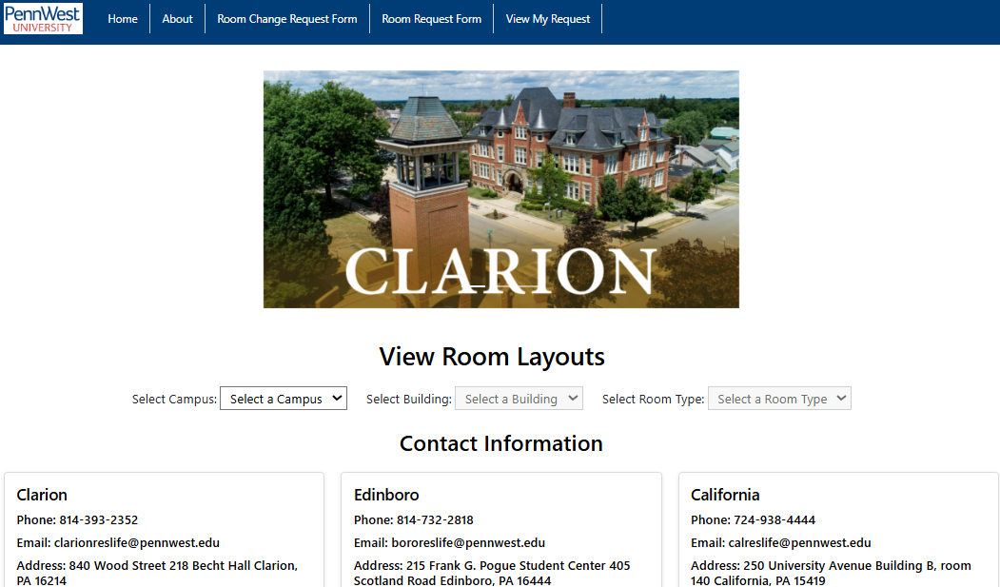 PennWest
UNIVERSITY
Home
About
Room Change Request Form
Room Request Form
View My Request
CLARION
View Room Layouts
Select Campus: Select a Campus
Select Building: Select a Building
Select Room Type: Select a Room Type
Contact Information
Clarion
Phone: 814-393-2352
Email: clarionreslife@pennwest.edu
Address: 840 Wood Street 218 Becht Hall Clarion,
PA 16214
Edinboro
Phone: 814-732-2818
Email: bororeslife@pennwest.edu
Address: 215 Frank G. Pogue Student Center 405
Scotland Road Edinboro, PA 16444
California
Phone: 724-938-4444
Email: calreslife@pennwest.edu
Address: 250 University Avenue Building B, room
140 California, PA 15419